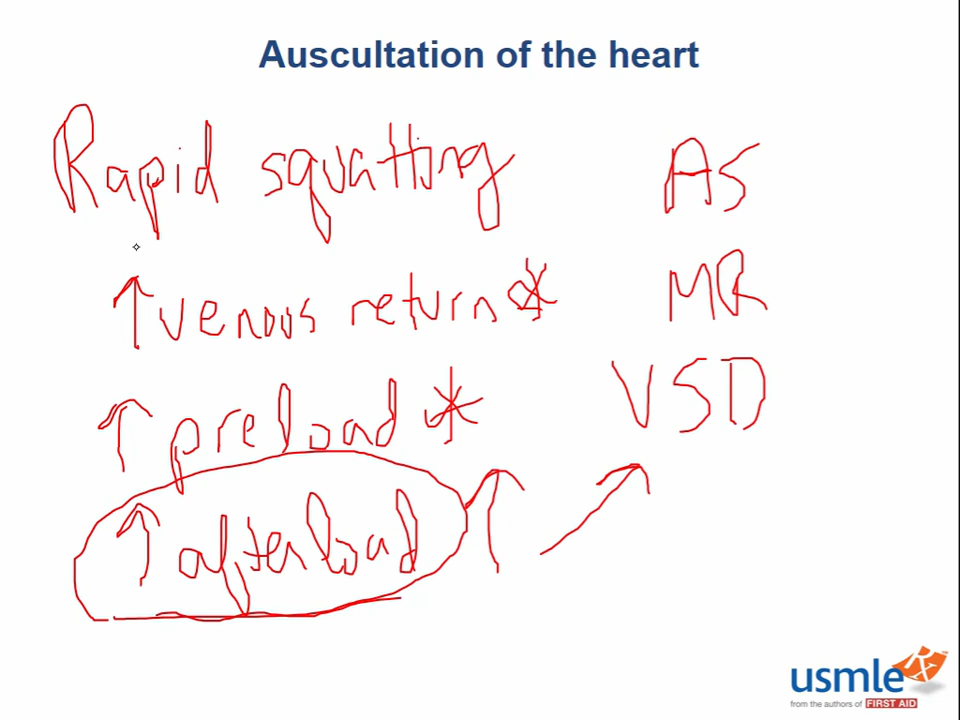 Auscultation of the heart
Rapid squatting
AS
↑ venous return *
MR
↑ preload *
VSD
↑ afterload ↑ ↗
usmle Rx
from the authors of FIRST AID